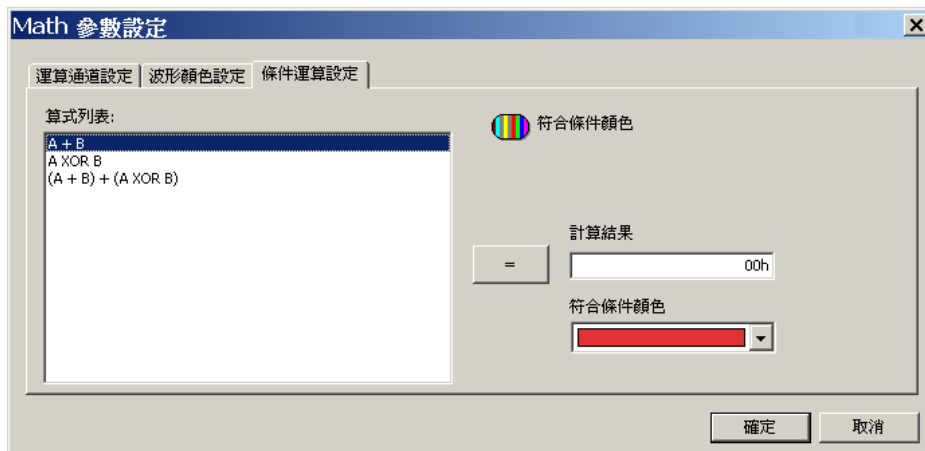 Math 參數設定
運算通道設定 波形顏色設定 條件運算設定
算式列表:
A + B
A XOR B
(A + B) + (A XOR B)
符合條件顏色
計算結果
= 00h
符合條件顏色
確定 取消